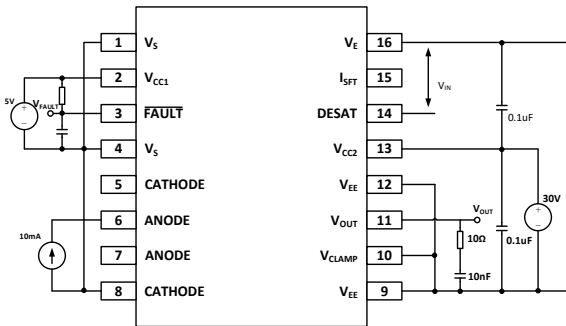 1 VS VE 16
2 VCC1 ISFT 15
3 FAULT DESAT 14
4 VS VCC2 13
5 CATHODE VEE 12
6 ANODE VOUT 11
7 ANODE VCLAMP 10
8 CATHODE VEE 9
5V
+
−
VFAULT
10mA
VIN
0.1uF
30V
+
−
VOUT
10Ω
0.1uF
10nF